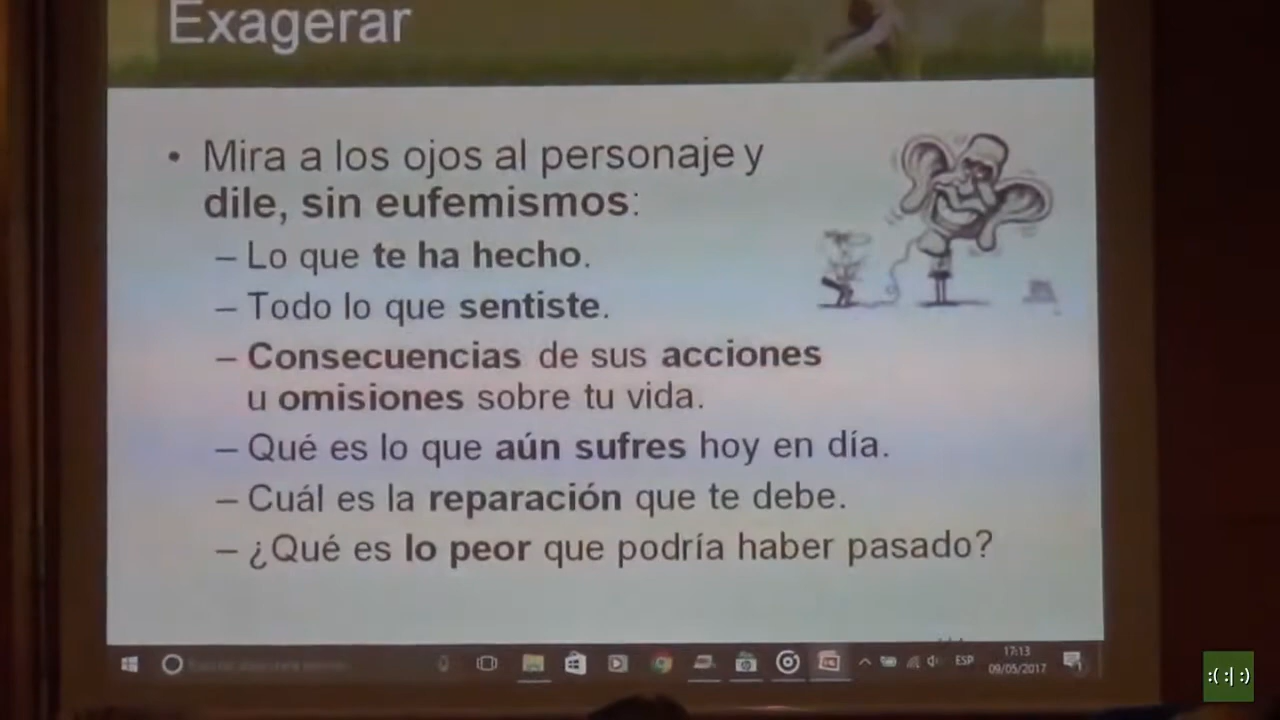 Exagerar
• Mira a los ojos al personaje y
dile, sin eufemismos:
– Lo que te ha hecho.
– Todo lo que sentiste.
– Consecuencias de sus acciones
u omisiones sobre tu vida.
– Qué es lo que aún sufres hoy en día.
– Cuál es la reparación que te debe.
– ¿Qué es lo peor que podría haber pasado?
ESP
17:13
09/05/2017
:( :| :)